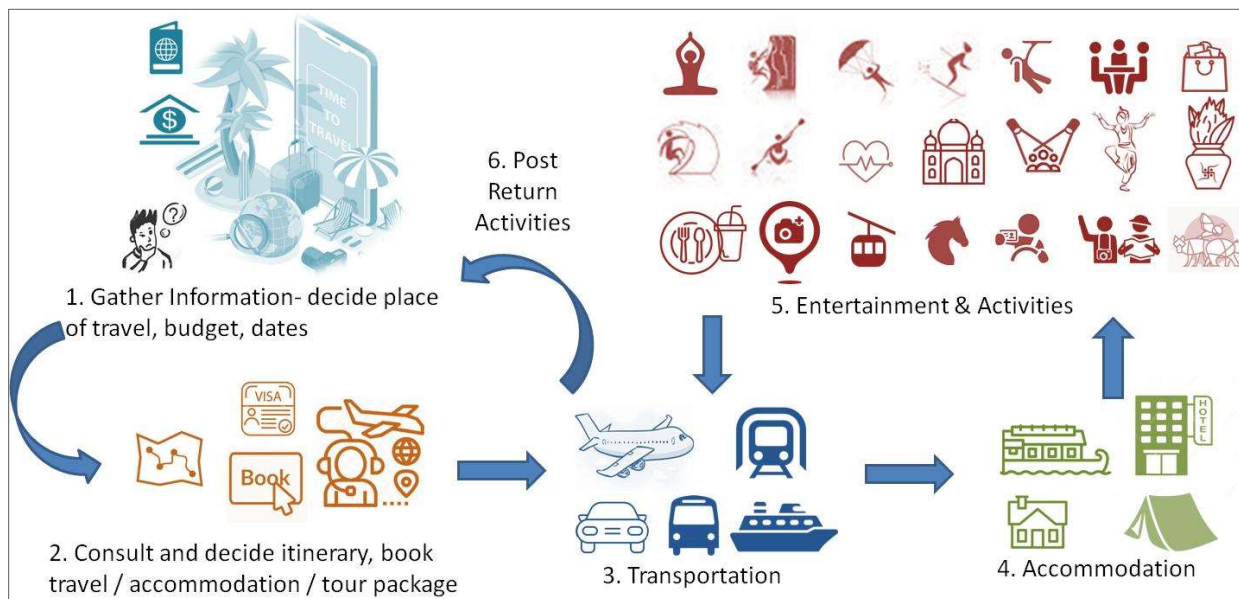 TIME
TO
TRAVEL
?
$
6. Post
Return
Activities
1. Gather Information- decide place
of travel, budget, dates
5. Entertainment & Activities
VISA
Book
HOTEL
2. Consult and decide itinerary, book
travel / accommodation / tour package
3. Transportation
4. Accommodation